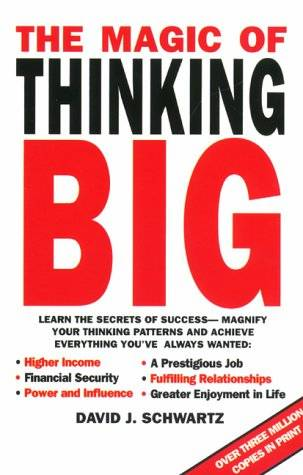 THE MAGIC OF
THINKING
BIG
LEARN THE SECRETS OF SUCCESS— MAGNIFY
YOUR THINKING PATTERNS AND ACHIEVE
EVERYTHING YOU'VE ALWAYS WANTED:
• Higher Income
• Financial Security
• Power and Influence
• A Prestigious Job
• Fulfilling Relationships
• Greater Enjoyment in Life
DAVID J. SCHWARTZ
OVER THREE MILLION
COPIES IN PRINT